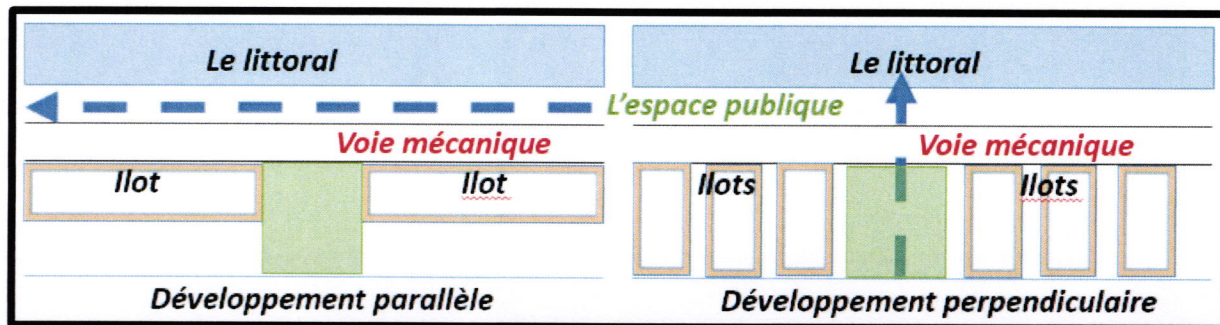 Le littoral
Le littoral
L'espace publique
Voie mécanique
Voie mécanique
Ilot
Ilot
Ilots
Ilots
Développement parallèle
Développement perpendiculaire